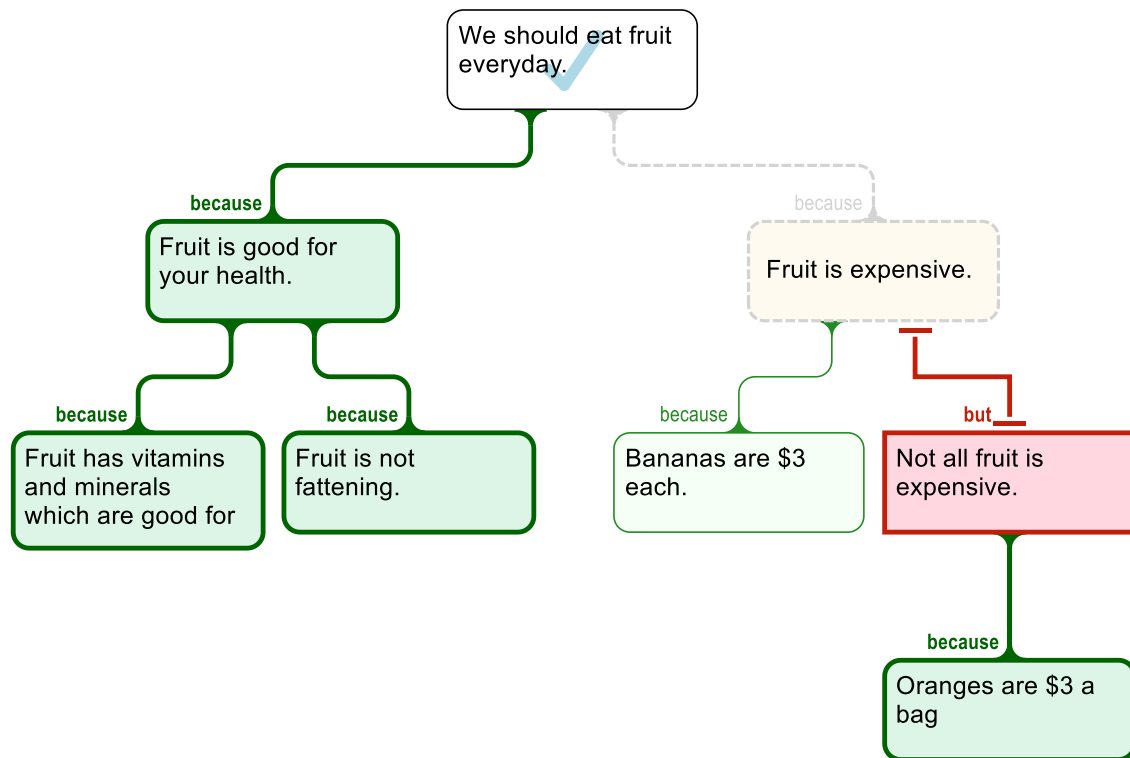 We should eat fruit
everyday.
because
because
Fruit is good for
your health.
Fruit is expensive.
because
because
because
but
Fruit has vitamins
and minerals
which are good for
Fruit is not
fattening.
Bananas are $3
each.
Not all fruit is
expensive.
because
Oranges are $3 a
bag